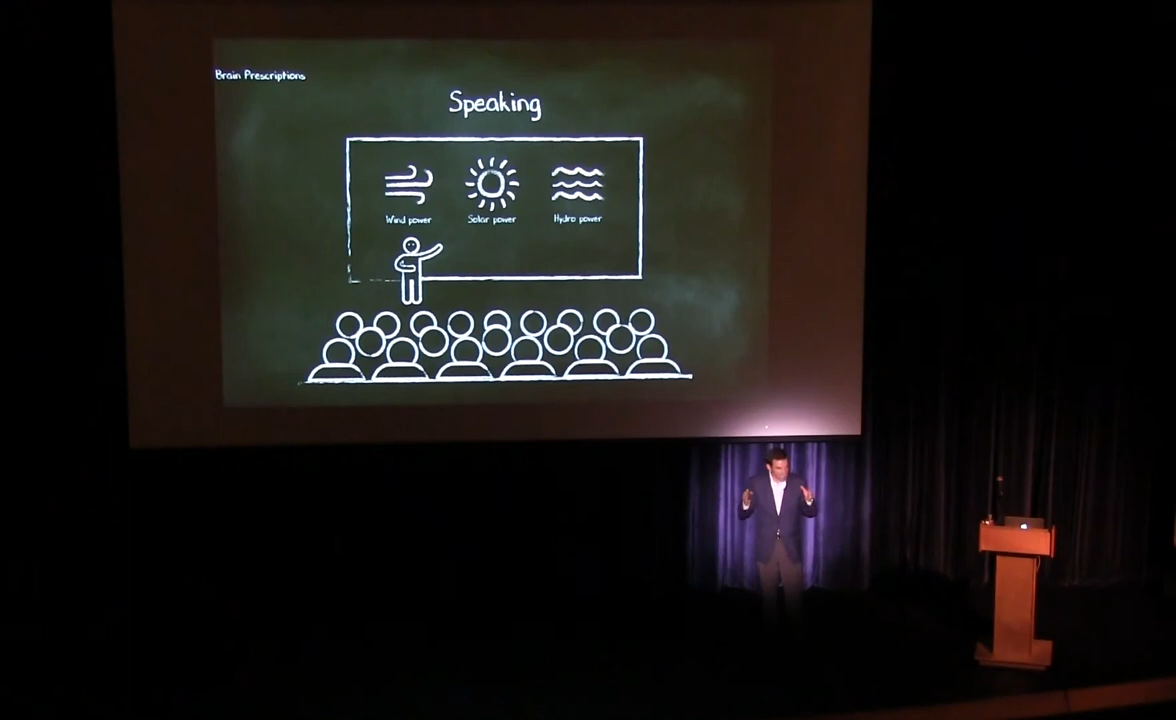 Brain Prescriptions
Speaking
Wind power
Solar power
Hydro power